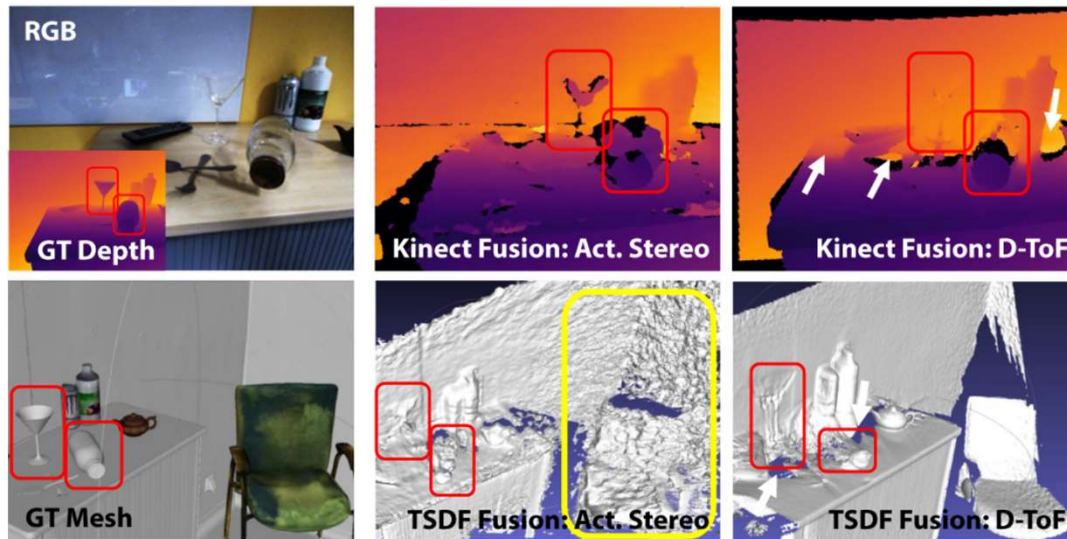 RGB
GT Depth
Kinect Fusion: Act. Stereo
Kinect Fusion: D-ToF
GT Mesh
TSDF Fusion: Act. Stereo
TSDF Fusion: D-ToF